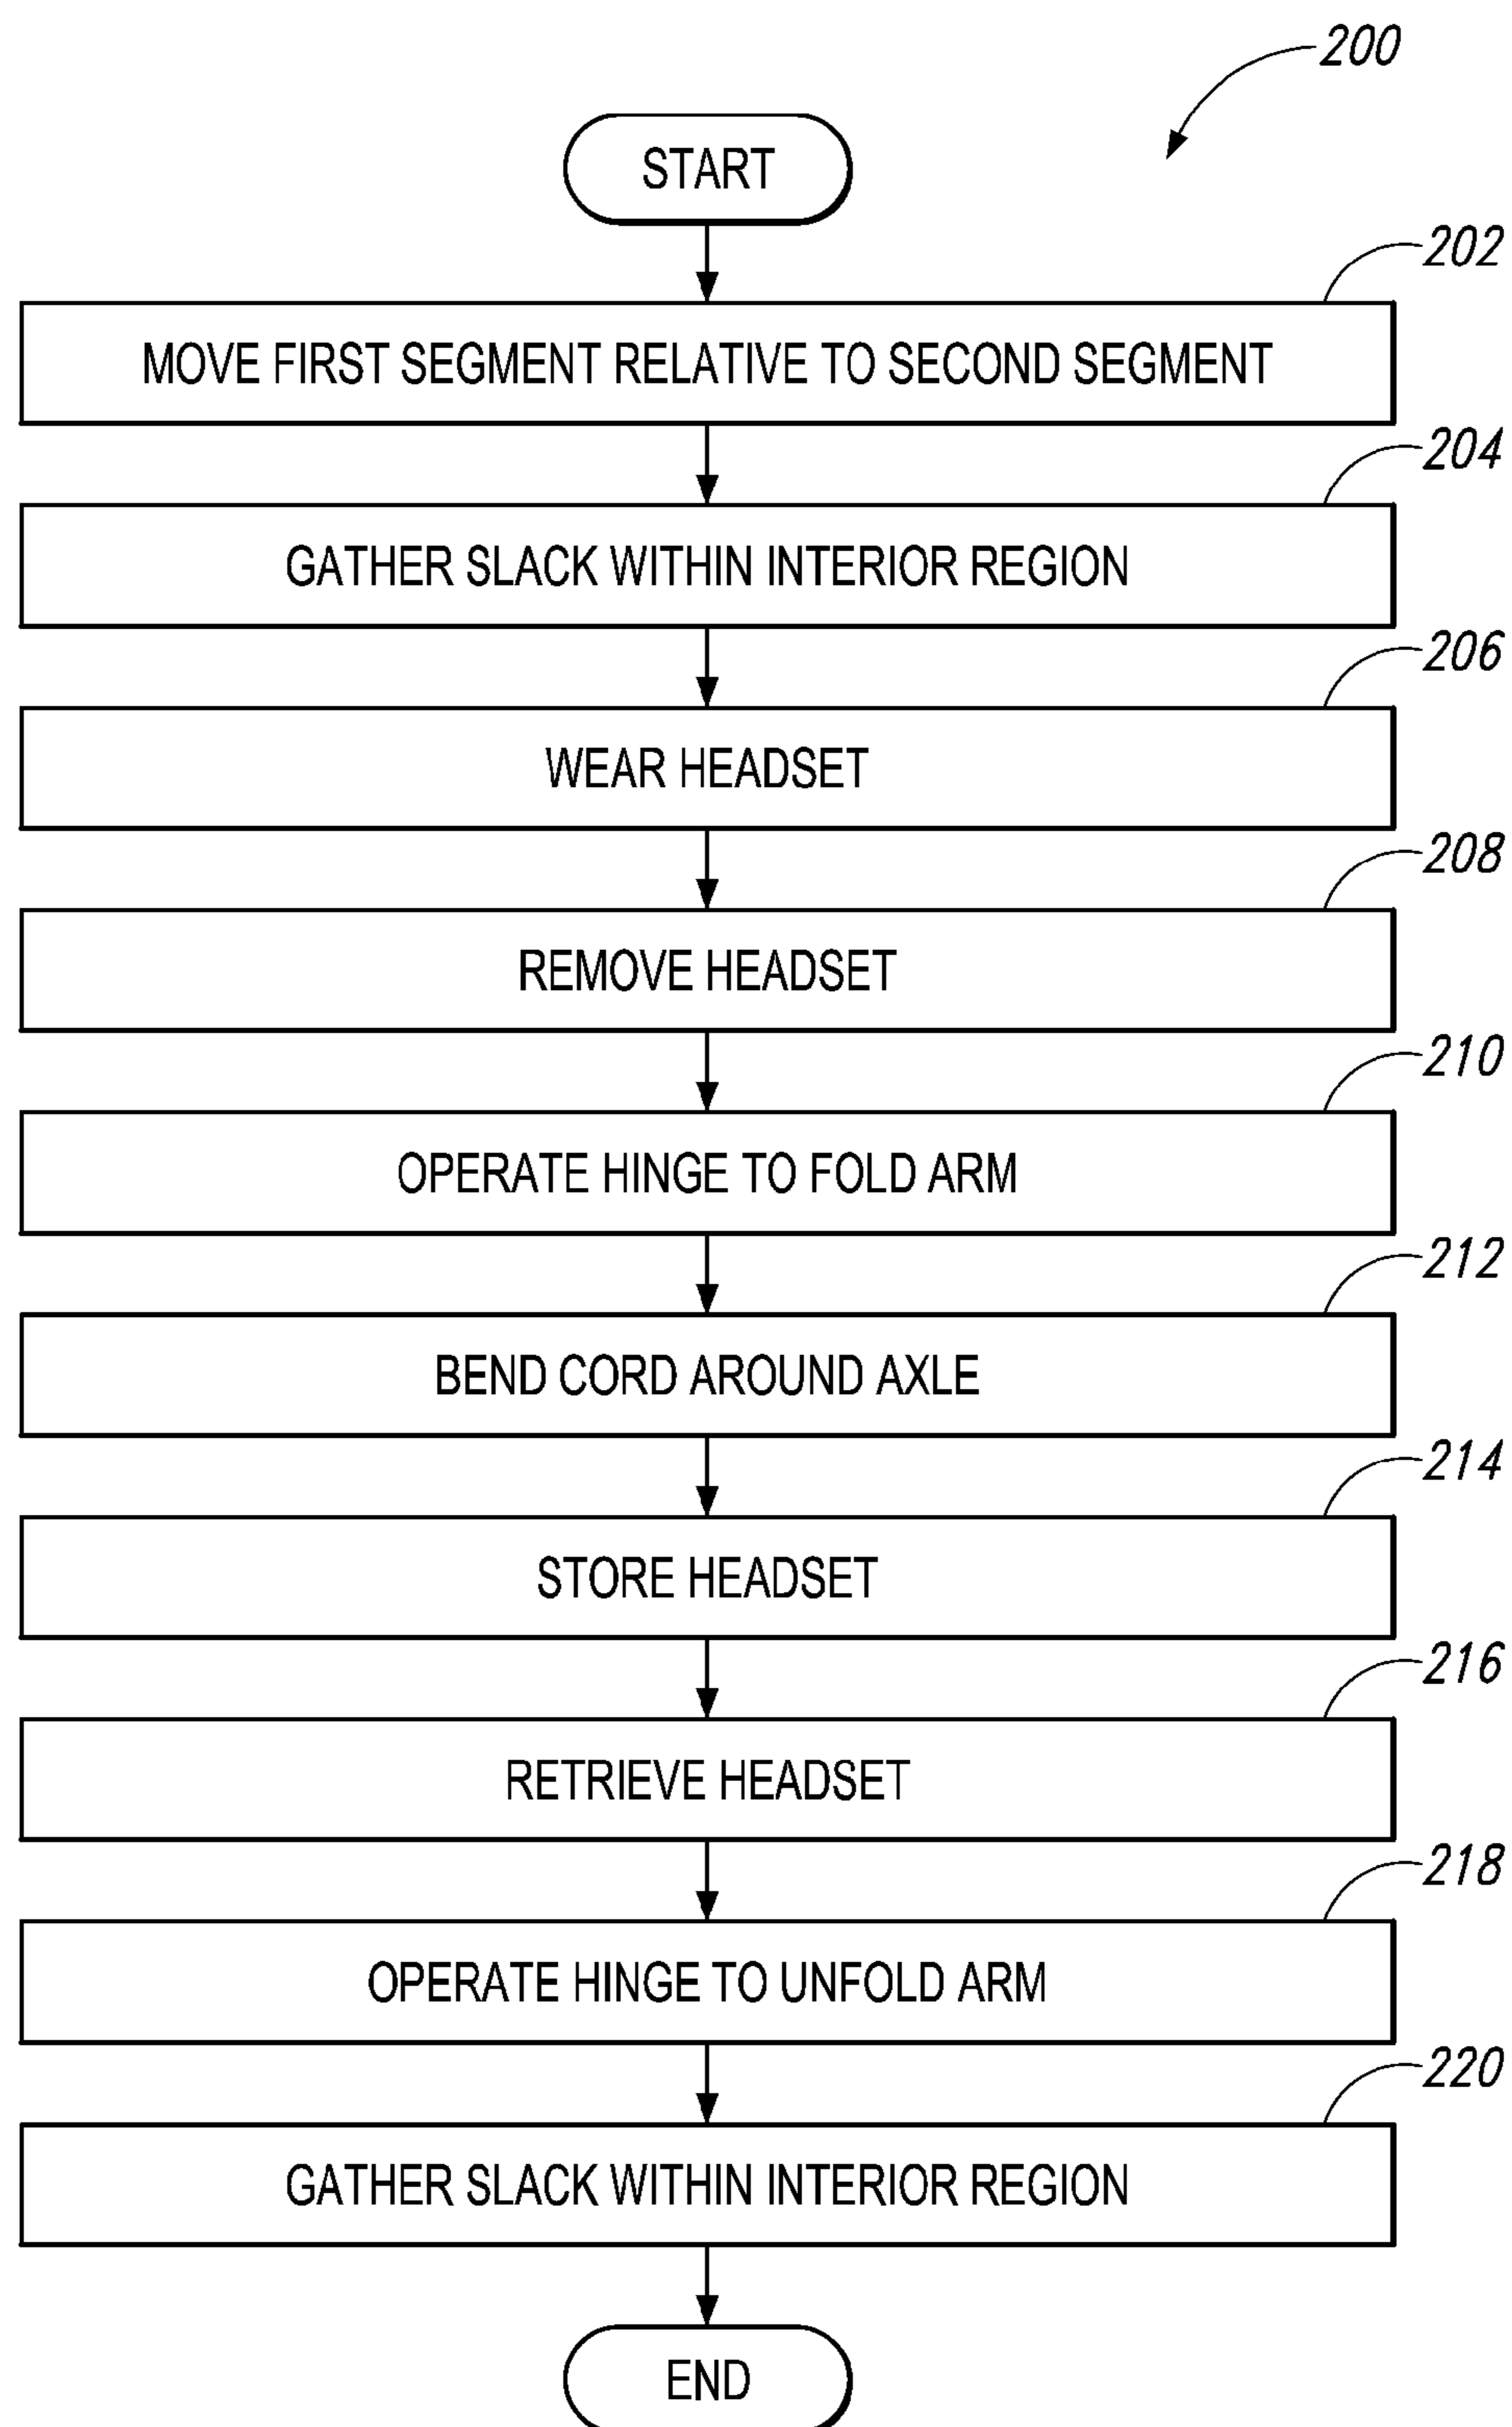 200
START
202
MOVE FIRST SEGMENT RELATIVE TO SECOND SEGMENT
204
GATHER SLACK WITHIN INTERIOR REGION
206
WEAR HEADSET
208
REMOVE HEADSET
210
OPERATE HINGE TO FOLD ARM
212
BEND CORD AROUND AXLE
214
STORE HEADSET
216
RETRIEVE HEADSET
218
OPERATE HINGE TO UNFOLD ARM
220
GATHER SLACK WITHIN INTERIOR REGION
END